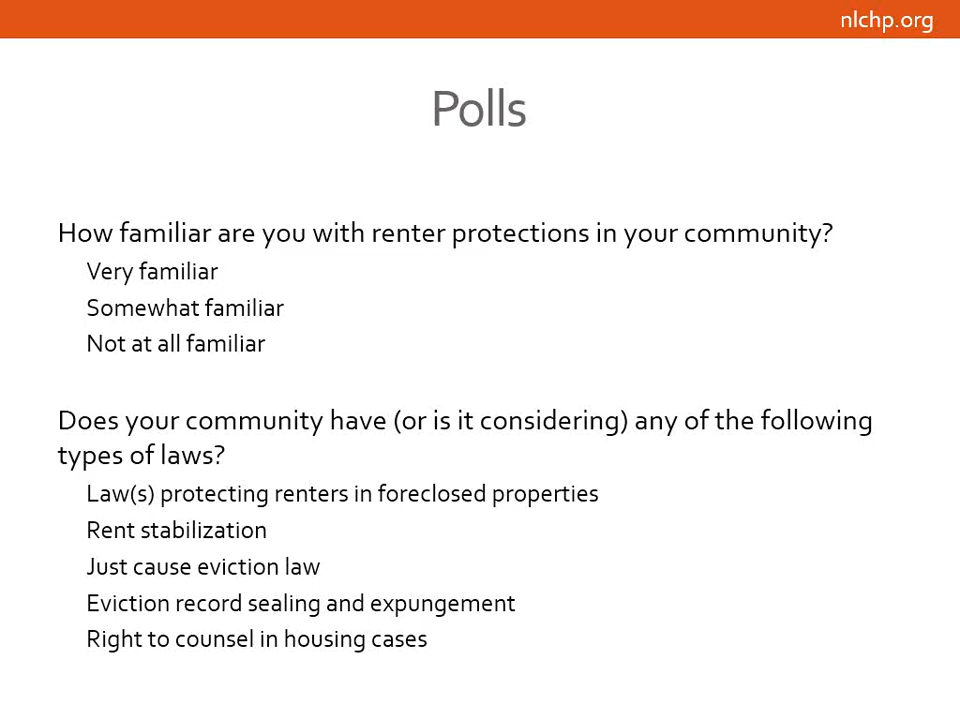 nlchp.org
Polls
How familiar are you with renter protections in your community?
Very familiar
Somewhat familiar
Not at all familiar
Does your community have (or is it considering) any of the following
types of laws?
Law(s) protecting renters in foreclosed properties
Rent stabilization
Just cause eviction law
Eviction record sealing and expungement
Right to counsel in housing cases